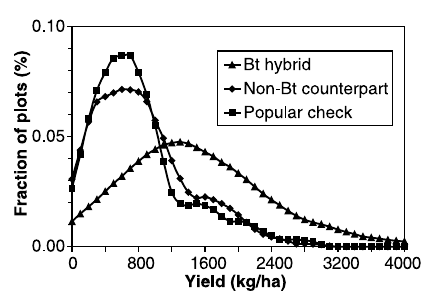 0.10
0.05
0.00
Fraction of plots (%)
Bt hybrid
Non-Bt counterpart
Popular check
0 800 1600 2400 3200 4000
Yield (kg/ha)